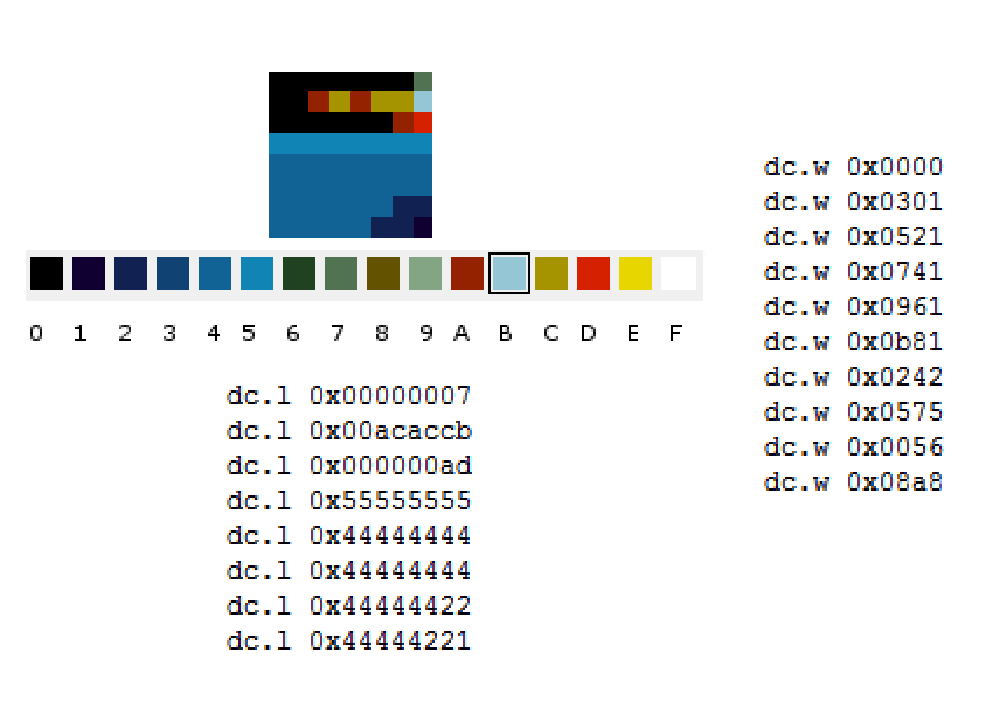 0 1 2 3 4 5 6 7 8 9 A B C D E F
dc.l 0x00000007
dc.l 0x00acaccb
dc.l 0x000000ad
dc.l 0x55555555
dc.l 0x44444444
dc.l 0x44444444
dc.l 0x44444422
dc.l 0x44444221
dc.w 0x0000
dc.w 0x0301
dc.w 0x0521
dc.w 0x0741
dc.w 0x0961
dc.w 0x0b81
dc.w 0x0242
dc.w 0x0575
dc.w 0x0056
dc.w 0x08a8